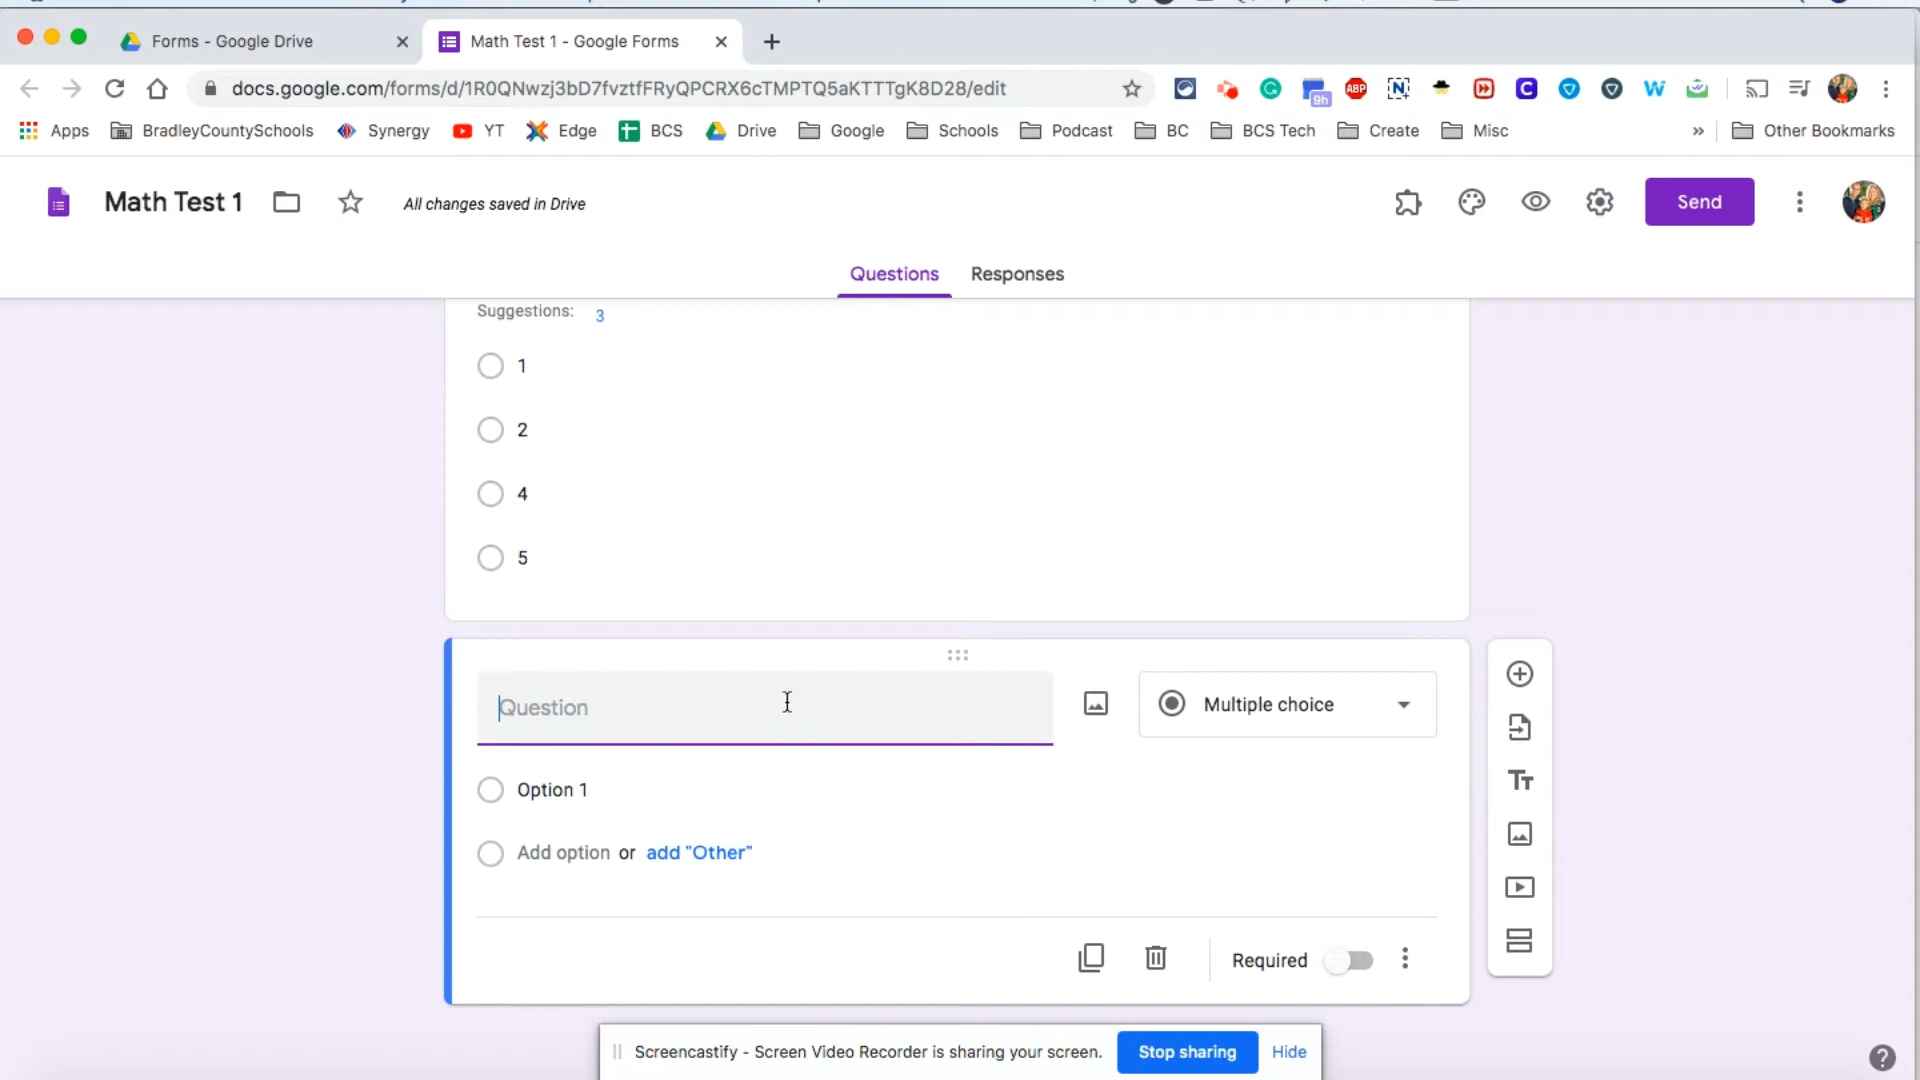 Forms - Google Drive
Math Test 1 - Google Forms
docs.google.com/forms/d/1R0QNwzj3bD7fvztfFRyQPCRX6cTMPTQ5aKTTTgK8D28/edit
9h
ABP
N
C
W
Apps
BradleyCountySchools
Synergy
YT
Edge
BCS
Drive
Google
Schools
Podcast
BC
BCS Tech
Create
Misc
»
Other Bookmarks
Math Test 1
All changes saved in Drive
Send
Questions
Responses
Suggestions: 3
1
2
4
5
Question
Multiple choice
Option 1
Add option or add "Other"
Required
Screencastify - Screen Video Recorder is sharing your screen.
Stop sharing
Hide